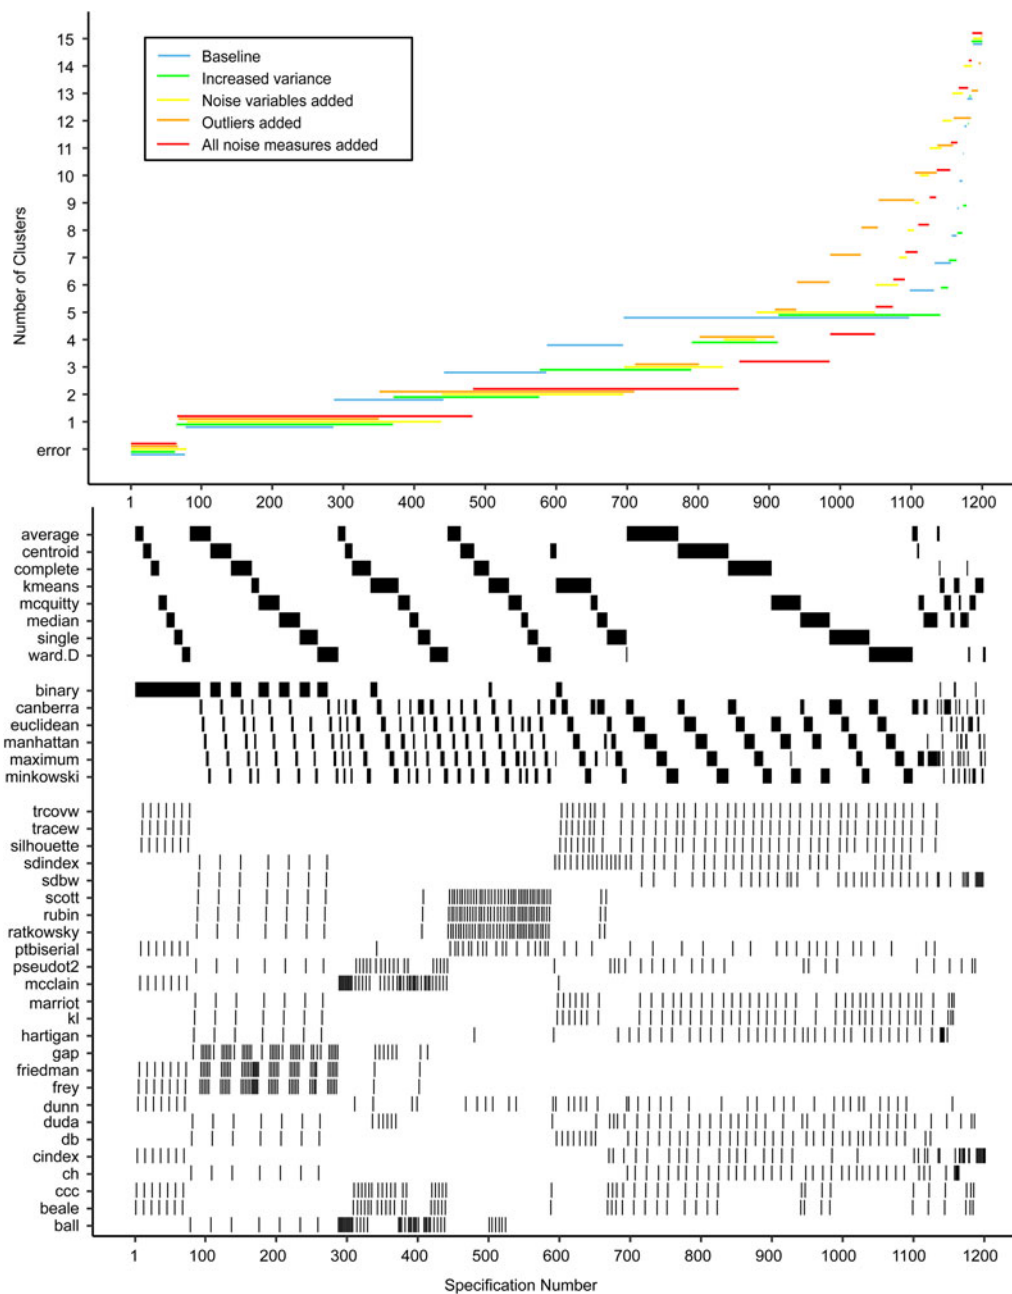 15
14
13
12
11
10
9
8
7
6
5
4
3
2
1
error
Number of Clusters
Baseline
Increased variance
Noise variables added
Outliers added
All noise measures added
1 100 200 300 400 500 600 700 800 900 1000 1100 1200
average
centroid
complete
kmeans
mcquitty
median
single
ward.D
binary
canberra
euclidean
manhattan
maximum
minkowski
trcovw
tracew
silhouette
sdindex
sdbw
scott
rubin
ratkowsky
ptbiserial
pseudot2
mcclain
marriot
kl
hartigan
gap
friedman
frey
dunn
duda
db
cindex
ch
ccc
beale
ball
1 100 200 300 400 500 600 700 800 900 1000 1100 1200
Specification Number